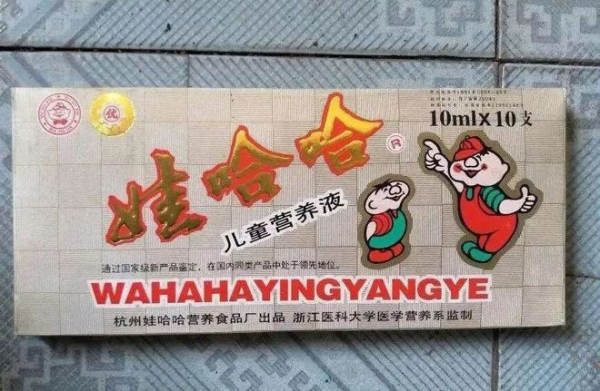 10ml×10支
娃哈哈
®
优
儿童营养液
通过国家级新产品鉴定，在国内同类产品中处于领先地位。
WAHAHAYINGYANGYE
杭州娃哈哈营养食品厂出品 浙江医科大学医学营养系监制